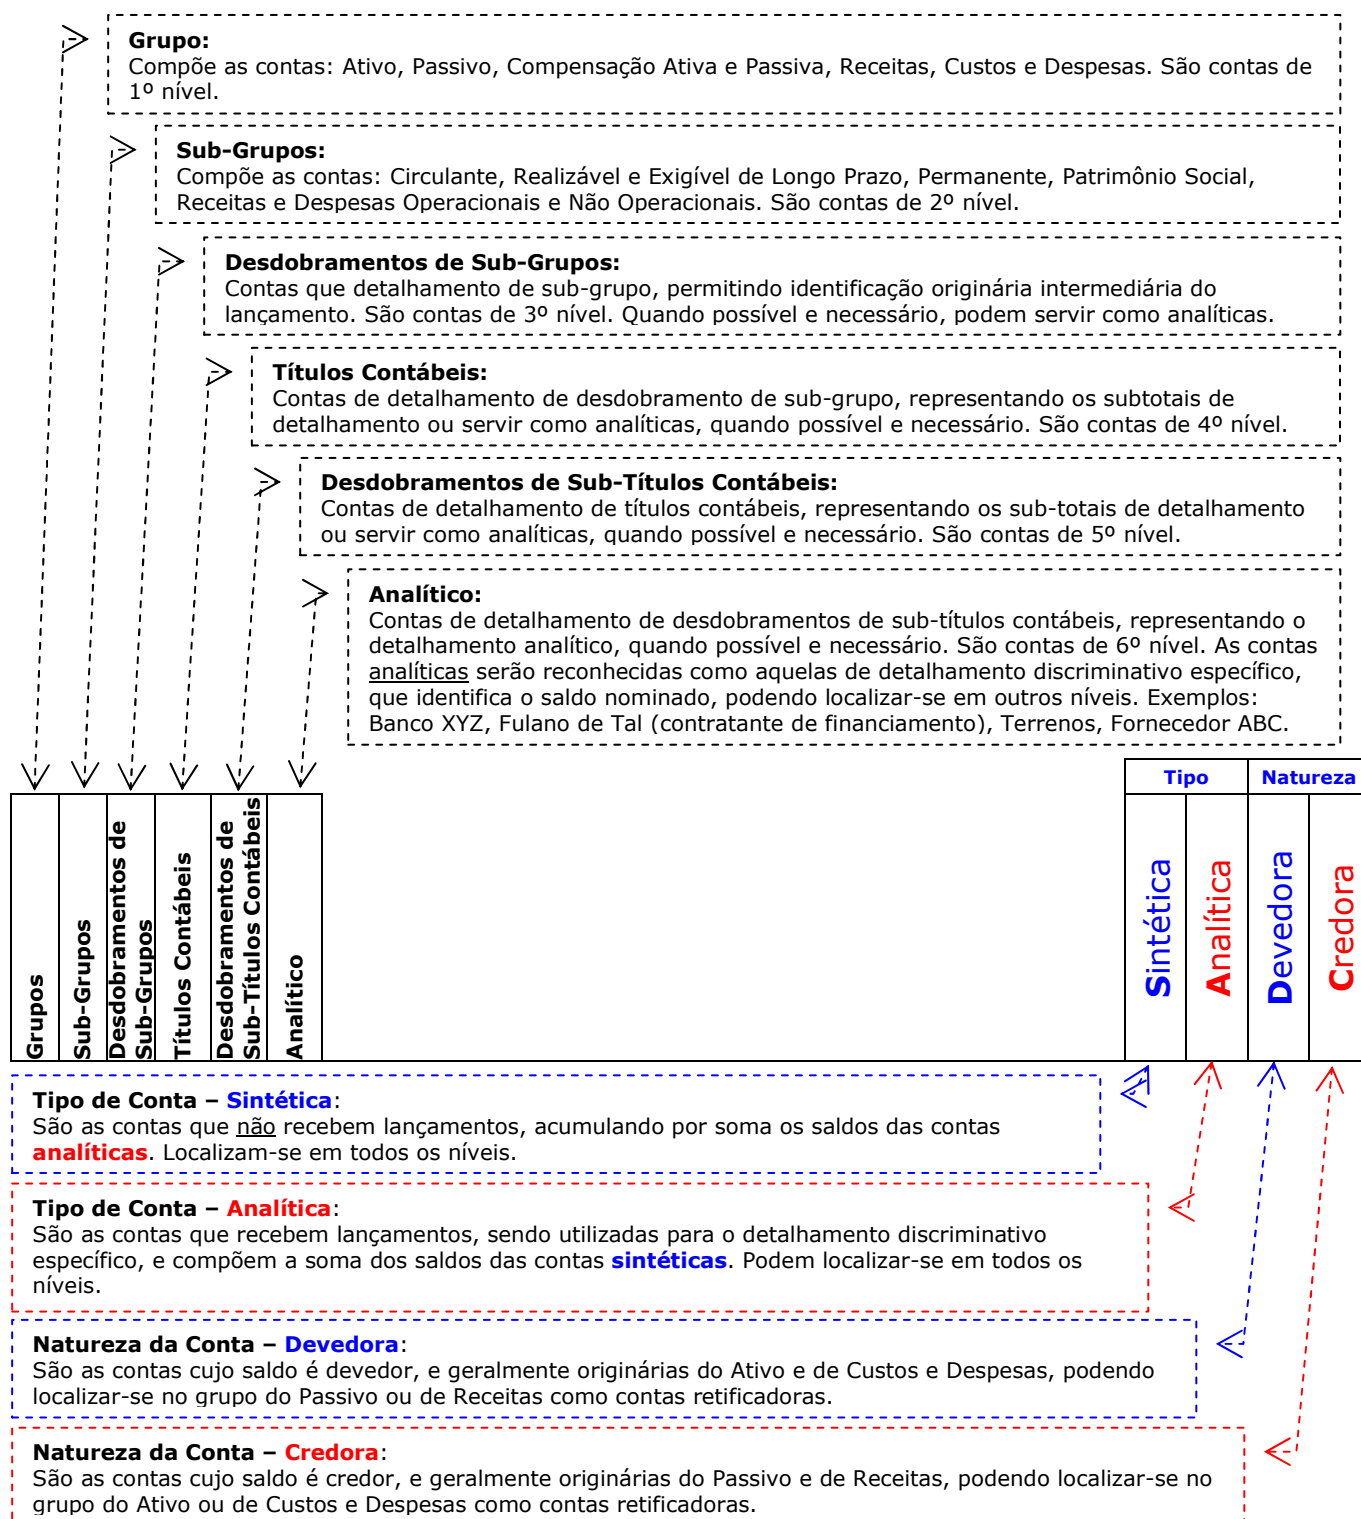 Grupo:
Compõe as contas: Ativo, Passivo, Compensação Ativa e Passiva, Receitas, Custos e Despesas. São contas de
1º nível.
Sub-Grupos:
Compõe as contas: Circulante, Realizável e Exigível de Longo Prazo, Permanente, Patrimônio Social,
Receitas e Despesas Operacionais e Não Operacionais. São contas de 2º nível.
Desdobramentos de Sub-Grupos:
Contas que detalhamento de sub-grupo, permitindo identificação originária intermediária do
lançamento. São contas de 3º nível. Quando possível e necessário, podem servir como analíticas.
Títulos Contábeis:
Contas de detalhamento de desdobramento de sub-grupo, representando os subtotais de
detalhamento ou servir como analíticas, quando possível e necessário. São contas de 4º nível.
Desdobramentos de Sub-Títulos Contábeis:
Contas de detalhamento de títulos contábeis, representando os sub-totais de detalhamento
ou servir como analíticas, quando possível e necessário. São contas de 5º nível.
Analítico:
Contas de detalhamento de desdobramentos de sub-títulos contábeis, representando o
detalhamento analítico, quando possível e necessário. São contas de 6º nível. As contas
analíticas serão reconhecidas como aquelas de detalhamento discriminativo específico,
que identifica o saldo nominado, podendo localizar-se em outros níveis. Exemplos:
Banco XYZ, Fulano de Tal (contratante de financiamento), Terrenos, Fornecedor ABC.
Tipo Natureza
Grupos
Sub-Grupos
Desdobramentos de
Sub-Grupos
Títulos Contábeis
Desdobramentos de
Sub-Títulos Contábeis
Analítico
Sintética
Analítica
Devedora
Credora
Tipo de Conta – Sintética:
São as contas que não recebem lançamentos, acumulando por soma os saldos das contas
analíticas. Localizam-se em todos os níveis.
Tipo de Conta – Analítica:
São as contas que recebem lançamentos, sendo utilizadas para o detalhamento discriminativo
específico, e compõem a soma dos saldos das contas sintéticas. Podem localizar-se em todos os
níveis.
Natureza da Conta – Devedora:
São as contas cujo saldo é devedor, e geralmente originárias do Ativo e de Custos e Despesas, podendo
localizar-se no grupo do Passivo ou de Receitas como contas retificadoras.
Natureza da Conta – Credora:
São as contas cujo saldo é credor, e geralmente originárias do Passivo e de Receitas, podendo localizar-se no
grupo do Ativo ou de Custos e Despesas como contas retificadoras.